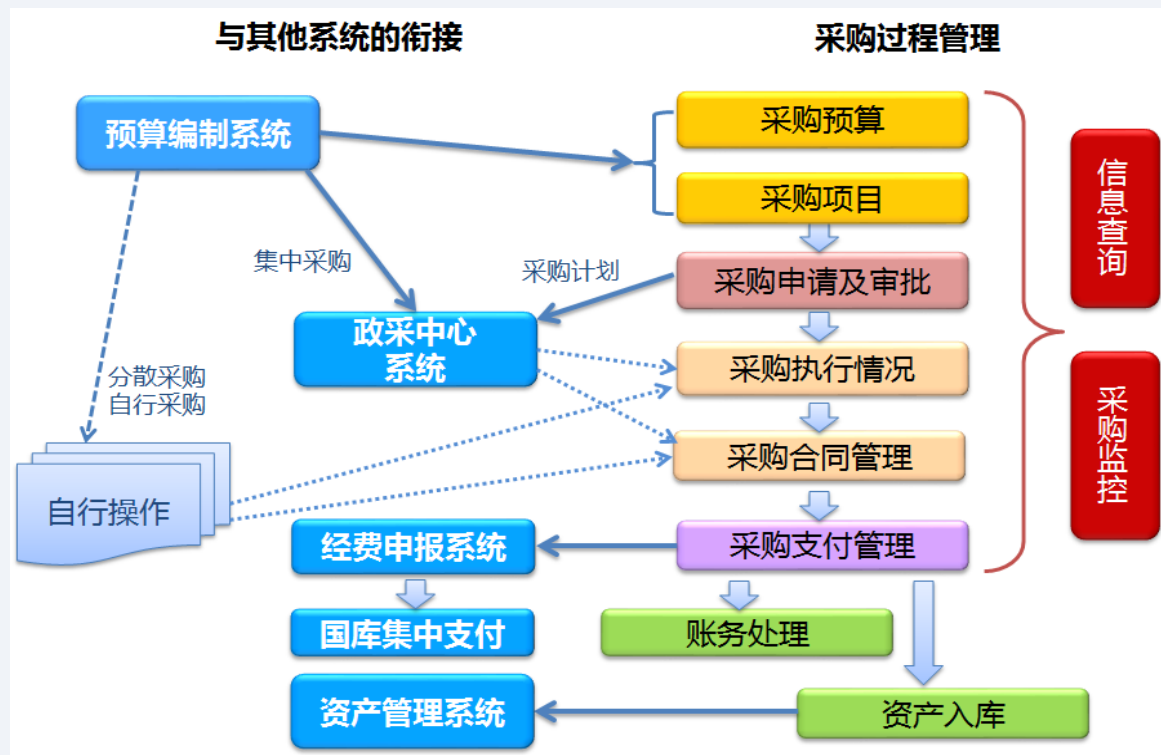 与其他系统的衔接
采购过程管理
预算编制系统
采购预算
采购项目
集中采购
采购计划
采购申请及审批
政采中心
系统
采购执行情况
分散采购
自行采购
采购合同管理
自行操作
经费申报系统
采购支付管理
国库集中支付
账务处理
资产管理系统
资产入库
信息查询
采购监控